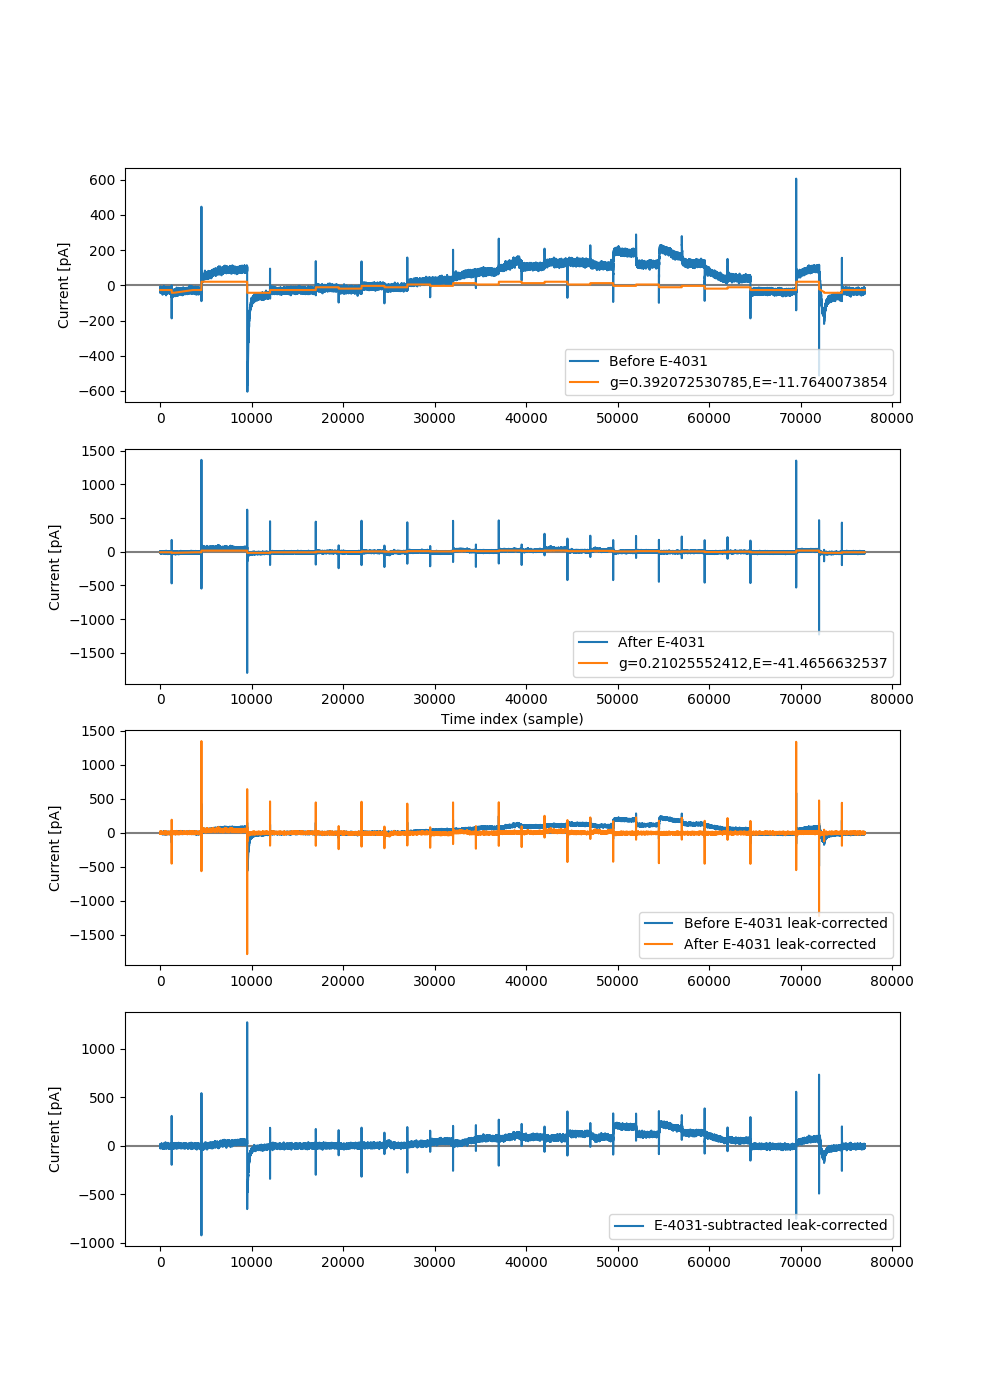 600
400
200
0
−200
−400
−600
Current [pA]
Before E-4031
g=0.392072530785,E=-11.7640073854
0 10000 20000 30000 40000 50000 60000 70000 80000
1500
1000
500
0
−500
−1000
−1500
Current [pA]
After E-4031
g=0.21025552412,E=-41.4656632537
0 10000 20000 30000 40000 50000 60000 70000 80000
Time index (sample)
1500
1000
500
0
−500
−1000
−1500
Current [pA]
Before E-4031 leak-corrected
After E-4031 leak-corrected
0 10000 20000 30000 40000 50000 60000 70000 80000
1000
500
0
−500
−1000
Current [pA]
E-4031-subtracted leak-corrected
0 10000 20000 30000 40000 50000 60000 70000 80000